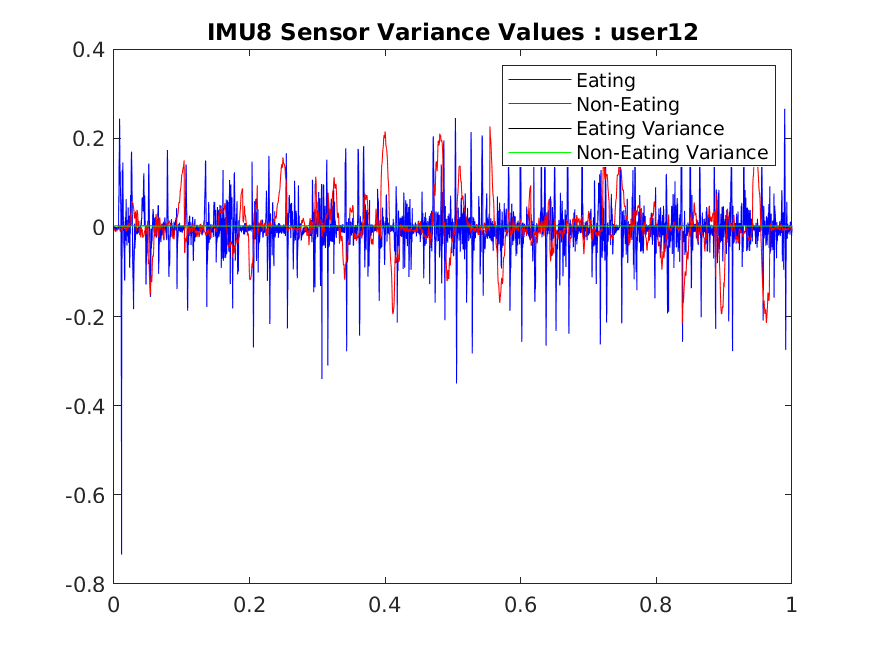 IMU8 Sensor Variance Values : user12
0.4
Eating
Non-Eating
Eating Variance
Non-Eating Variance
0.2
0
-0.2
-0.4
-0.6
-0.8
0 0.2 0.4 0.6 0.8 1